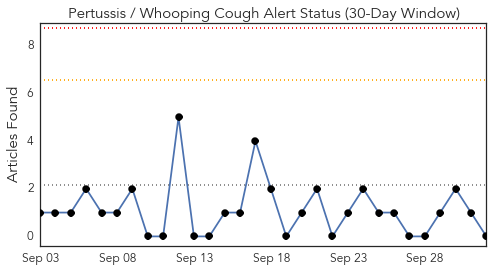 Pertussis / Whooping Cough Alert Status (30-Day Window)
Articles Found
8
6
4
2
0
Sep 03 Sep 08 Sep 13 Sep 18 Sep 23 Sep 28